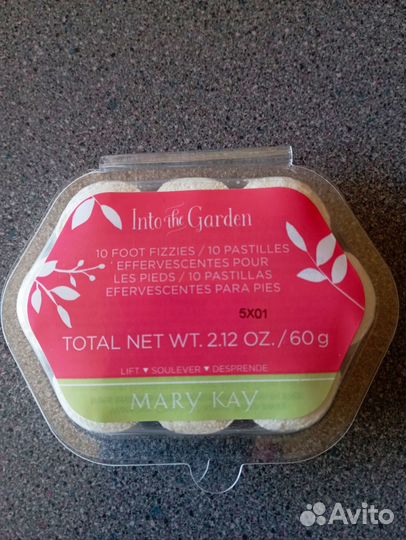 Into the Garden
10 FOOT FIZZIES / 10 PASTILLES
EFFERVESCENTES POUR
LES PIEDS / 10 PASTILLAS
EFERVESCENTES PARA PIES
5X01
TOTAL NET WT. 2.12 OZ. / 60 g
LIFT ▼ SOULEVER ▼ DESPRENDE
MARY KAY
Avito